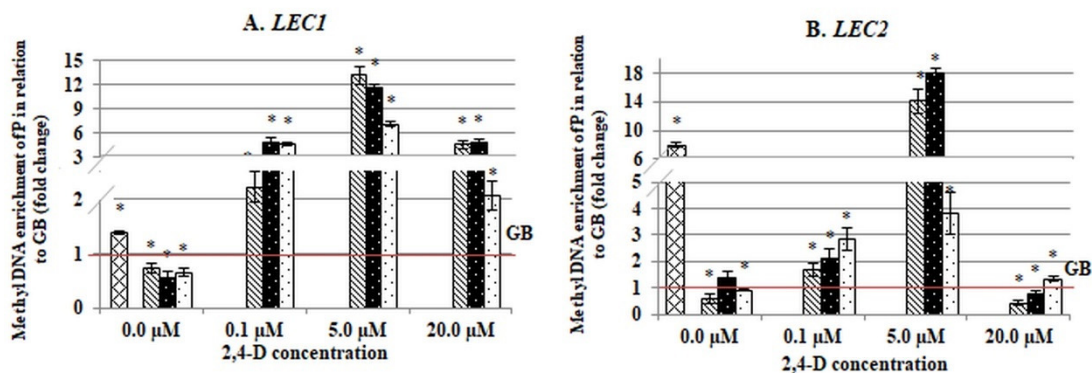 A. LEC1
Methyl DNA enrichment of P in relation
to GB (fold change)
15
12
9
6
3
2
1
0
* * * * * * * * * * * * *
GB
0.0 µM 0.1 µM 5.0 µM 20.0 µM
2,4-D concentration
B. LEC2
Methyl DNA enrichment of P in relation
to GB (fold change)
18
14
10
6
5
4
3
2
1
0
* * * * * * * * * * * *
GB
0.0 µM 0.1 µM 5.0 µM 20.0 µM
2,4-D concentration